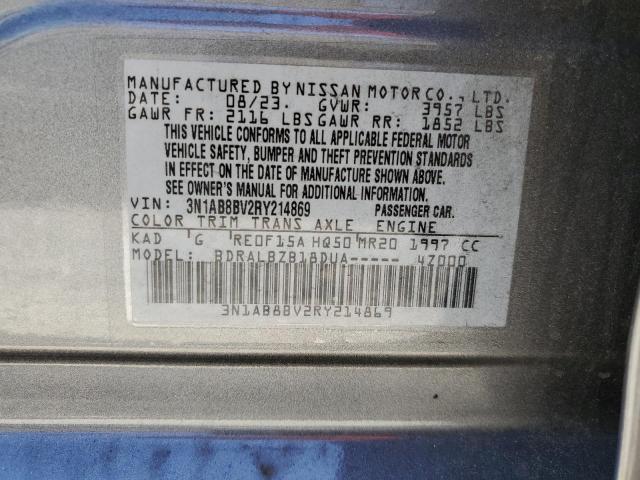 MANUFACTURED BY NISSAN MOTOR CO., LTD.
DATE: 08/23. GVWR: 3957 LBS
GAWR FR: 2116 LBS GAWR RR: 1852 LBS
THIS VEHICLE CONFORMS TO ALL APPLICABLE FEDERAL MOTOR
VEHICLE SAFETY, BUMPER AND THEFT PREVENTION STANDARDS
IN EFFECT ON THE DATE OF MANUFACTURE SHOWN ABOVE.
SEE OWNER'S MANUAL FOR ADDITIONAL INFORMATION.
VIN: 3N1AB8BV2RY214869 PASSENGER CAR.
COLOR TRIM TRANS AXLE ENGINE
KAD G RE0F15A HQ50 MR20 1997 CC
MODEL: BDRALBZB18DUA----- 4Z000
3N1AB8BV2RY214869